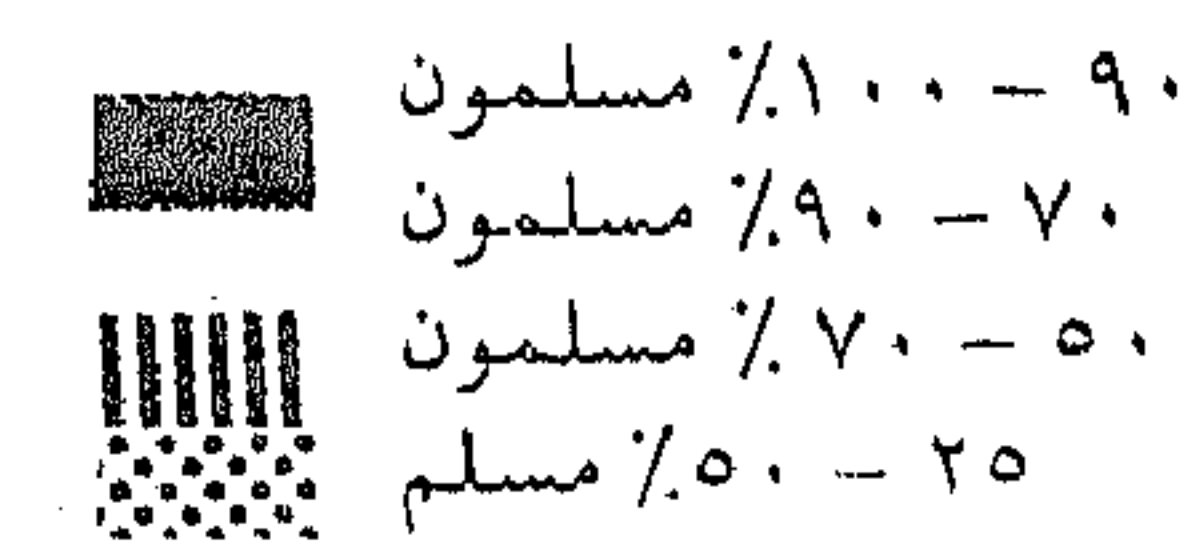 ٩٠ – ١٠٠٪ مسلمون
٧٠ – ٩٠٪ مسلمون
٥٠ – ٧٠٪ مسلمون
٢٥ – ٥٠٪ مسلم